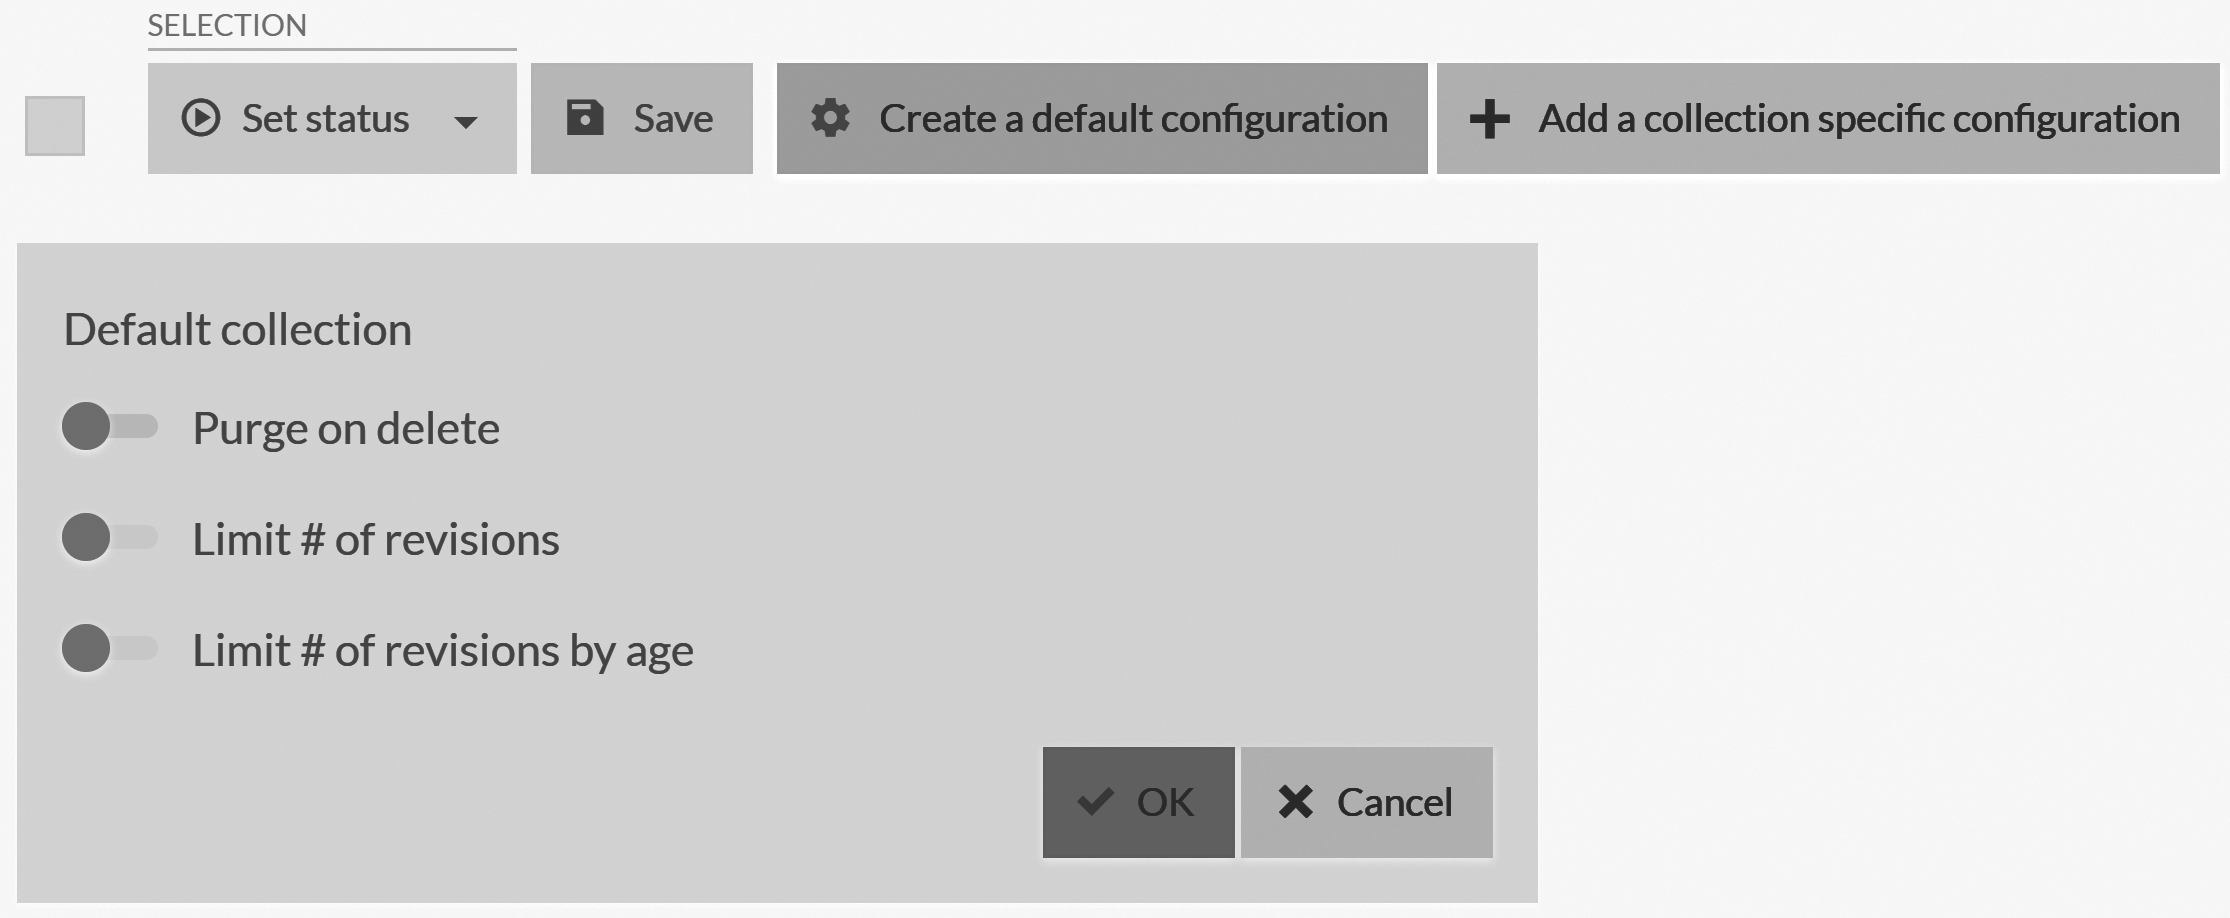 SELECTION
Set status
Save
Create a default configuration
Add a collection specific configuration
Default collection
Purge on delete
Limit # of revisions
Limit # of revisions by age
OK
Cancel